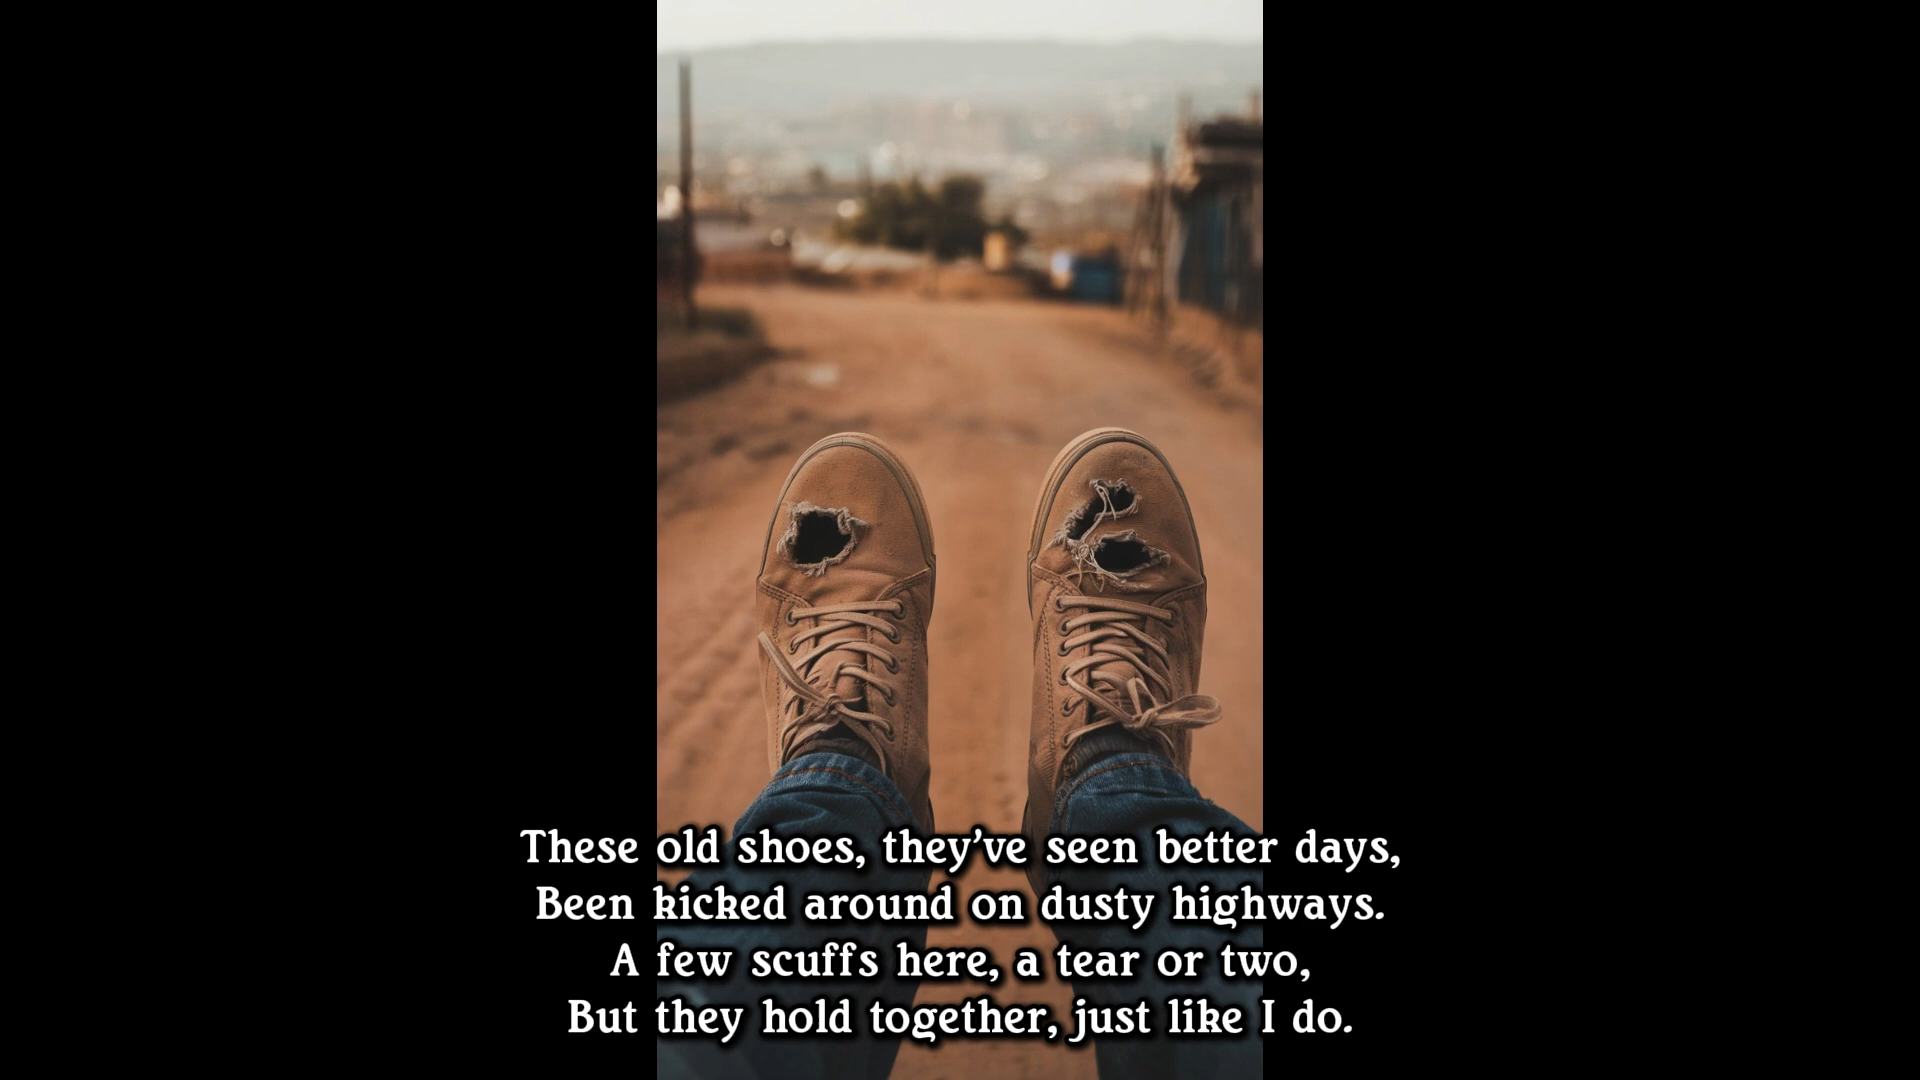 These old shoes, they've seen better days,
Been kicked around on dusty highways.
A few scuffs here, a tear or two,
But they hold together, just like I do.